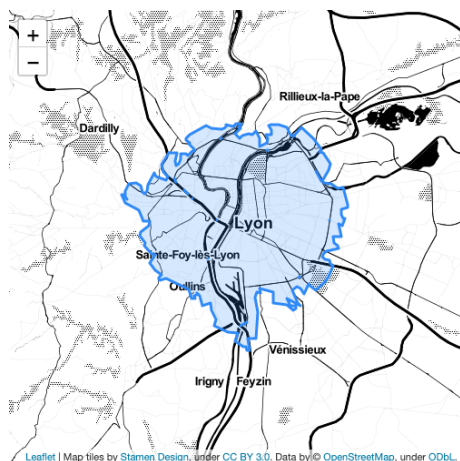 +
−
Rillieux-la-Pape
Dardilly
Lyon
Sainte-Foy-lès-Lyon
Oullins
Vénissieux
Irigny Feyzin
Leaflet | Map tiles by Stamen Design, under CC BY 3.0. Data by © OpenStreetMap, under ODbL.